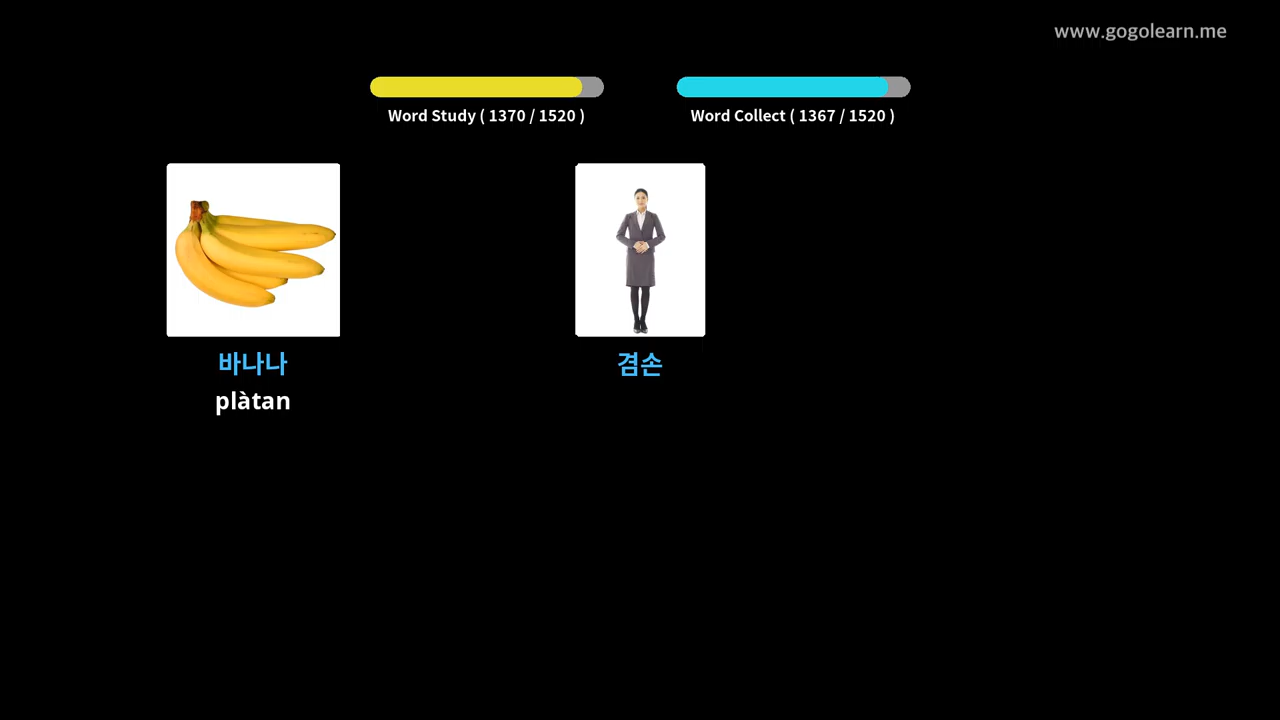 www.gogolearn.me
Word Study ( 1370 / 1520 )
Word Collect ( 1367 / 1520 )
바나나
plàtan
겸손